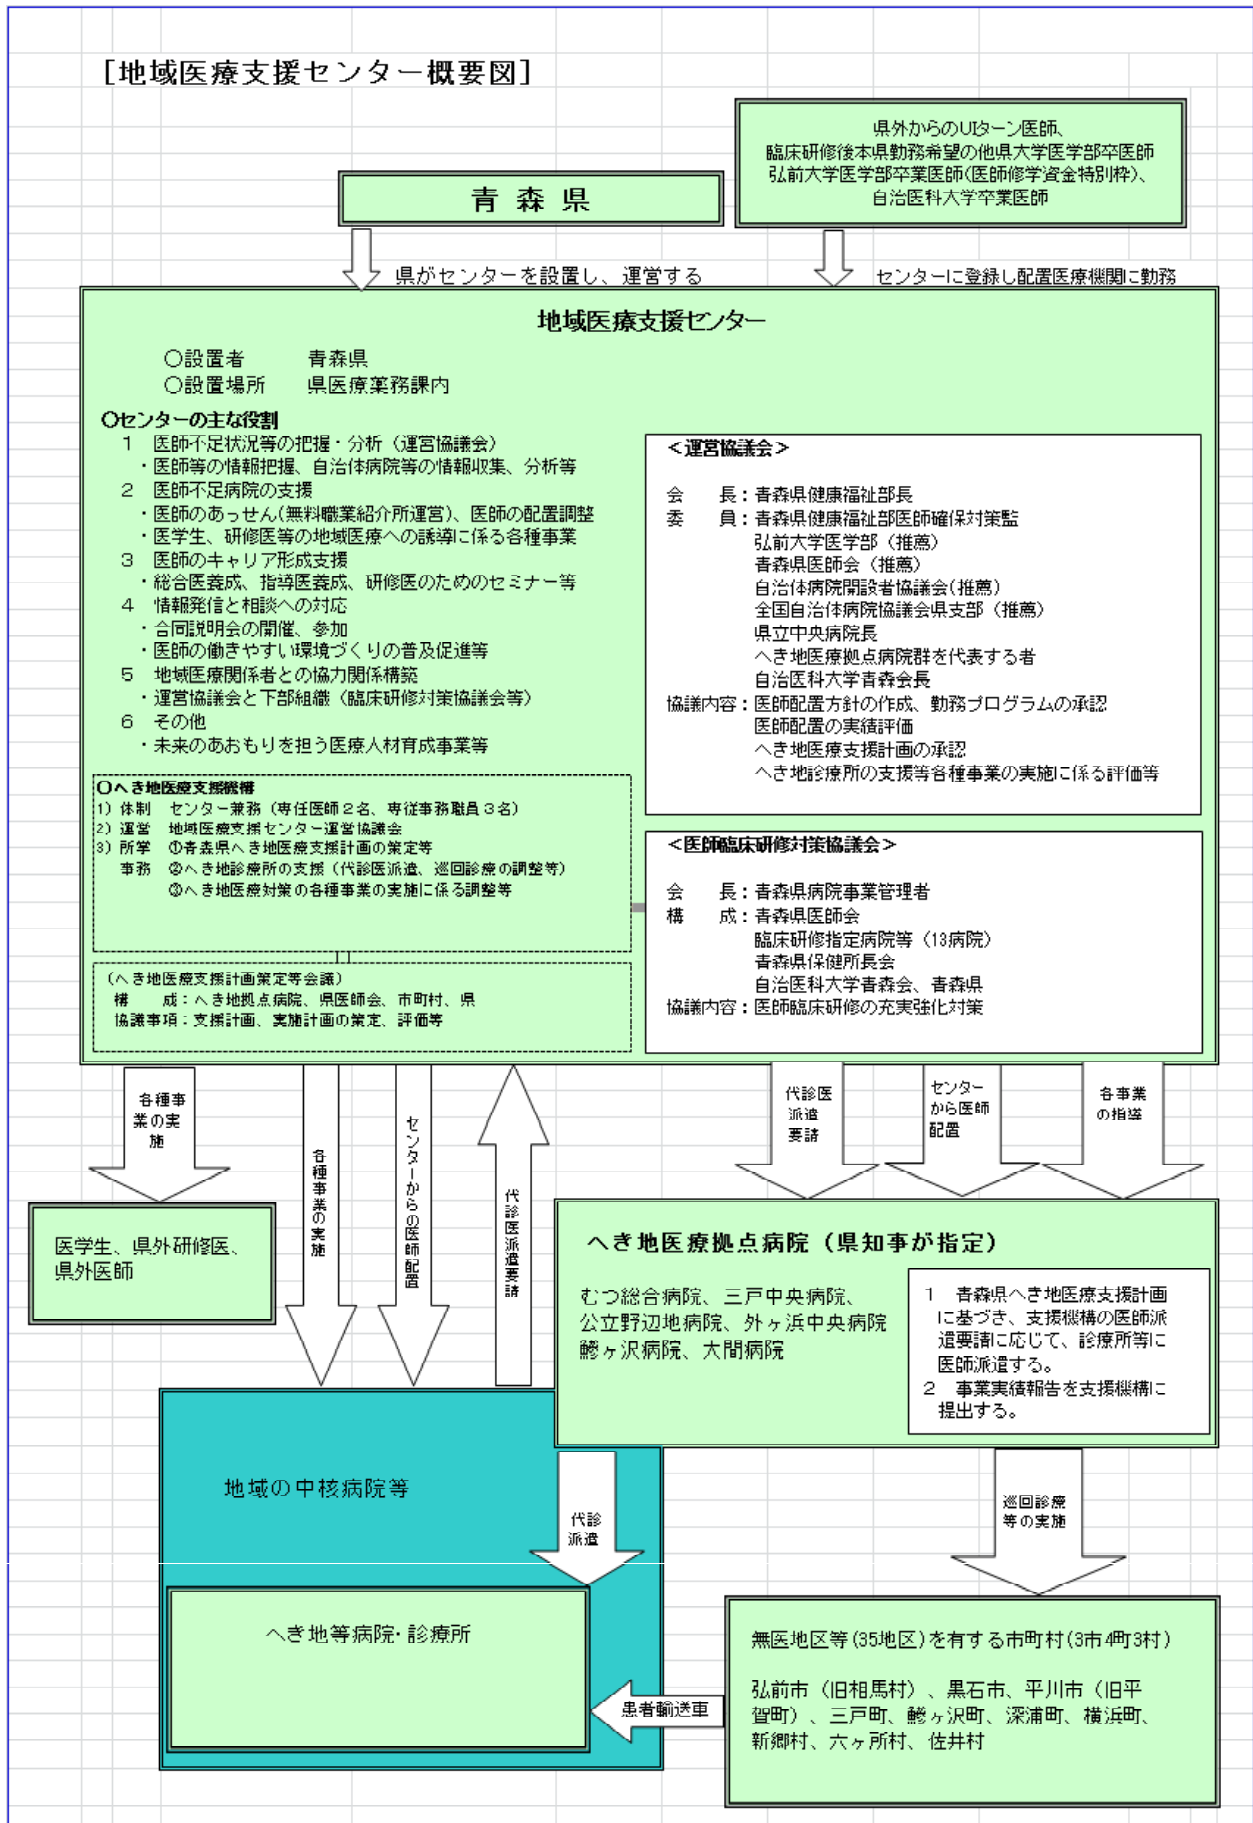 ［地域医療支援センター概要図］
県外からのUIターン医師、
臨床研修後本県勤務希望の他県大学医学部卒医師
弘前大学医学部卒業医師(医師修学資金特別枠)、
自治医科大学卒業医師
青 森 県
県がセンターを設置し、運営する
センターに登録し配置医療機関に勤務
地域医療支援センター
○設置者　　　青森県
○設置場所　　県医療薬務課内
○センターの主な役割
1　医師不足状況等の把握・分析（運営協議会）
・医師等の情報把握、自治体病院等の情報収集、分析等
2　医師不足病院の支援
・医師のあっせん(無料職業紹介所運営)、医師の配置調整
・医学生、研修医等の地域医療への誘導に係る各種事業
3　医師のキャリア形成支援
・総合医養成、指導医養成、研修医のためのセミナー等
4　情報発信と相談への対応
・合同説明会の開催、参加
・医師の働きやすい環境づくりの普及促進等
5　地域医療関係者との協力関係構築
・運営協議会と下部組織（臨床研修対策協議会等）
6　その他
・未来のあおもりを担う医療人材育成事業等
＜運営協議会＞
会　　長：青森県健康福祉部長
委　　員：青森県健康福祉部医師確保対策監
弘前大学医学部（推薦）
青森県医師会（推薦）
自治体病院開設者協議会(推薦）
全国自治体病院協議会県支部（推薦）
県立中央病院長
へき地医療拠点病院群を代表する者
自治医科大学青森会長
協議内容：医師配置方針の作成、勤務プログラムの承認
医師配置の実績評価
へき地医療支援計画の承認
へき地診療所の支援等各種事業の実施に係る評価等
○へき地医療支援機構
1）体制　センター兼務（専任医師２名、専従事務職員３名）
2）運営　地域医療支援センター運営協議会
3）所掌　①青森県へき地医療支援計画の策定等
事務　②へき地診療所の支援（代診医派遣、巡回診療の調整等）
③へき地医療対策の各種事業の実施に係る調整等
（へき地医療支援計画策定等会議）
構　　成：へき地拠点病院、県医師会、市町村、県
協議事項：支援計画、実施計画の策定、評価等
＜医師臨床研修対策協議会＞
会　　長：青森県病院事業管理者
構　　成：青森県医師会
臨床研修指定病院等（13病院）
青森県保健所長会
自治医科大学青森会、青森県
協議内容：医師臨床研修の充実強化対策
各種事
業の実
施
各種事業の実施
センターからの医師配置
代診医派遣要請
代診医
派遣
要請
センター
から医師
配置
各事業
の指導
医学生、県外研修医、
県外医師
へき地医療拠点病院（県知事が指定）
むつ総合病院、三戸中央病院、
公立野辺地病院、外ヶ浜中央病院
鰺ヶ沢病院、大間病院
1　青森県へき地医療支援計画
に基づき、支援機構の医師派
遣要請に応じて、診療所等に
医師派遣する。
2　事業実績報告を支援機構に
提出する。
地域の中核病院等
代診
派遣
巡回診療
等の実施
へき地等病院・診療所
患者輸送車
無医地区等(35地区)を有する市町村(3市4町3村)
弘前市（旧相馬村）、黒石市、平川市（旧平
賀町）、三戸町、鰺ヶ沢町、深浦町、横浜町、
新郷村、六ヶ所村、佐井村